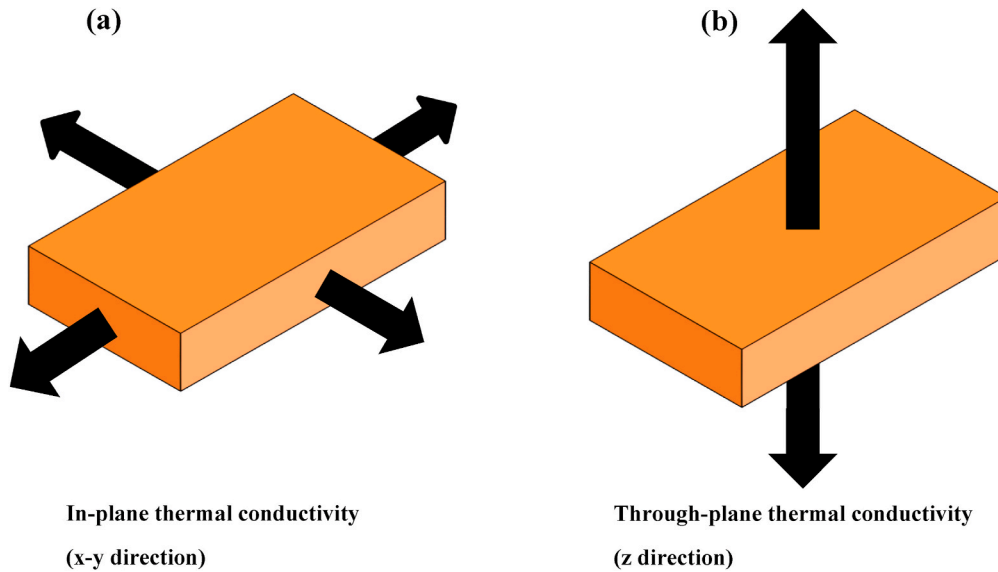 (a)
(b)
In-plane thermal conductivity
(x-y direction)
Through-plane thermal conductivity
(z direction)